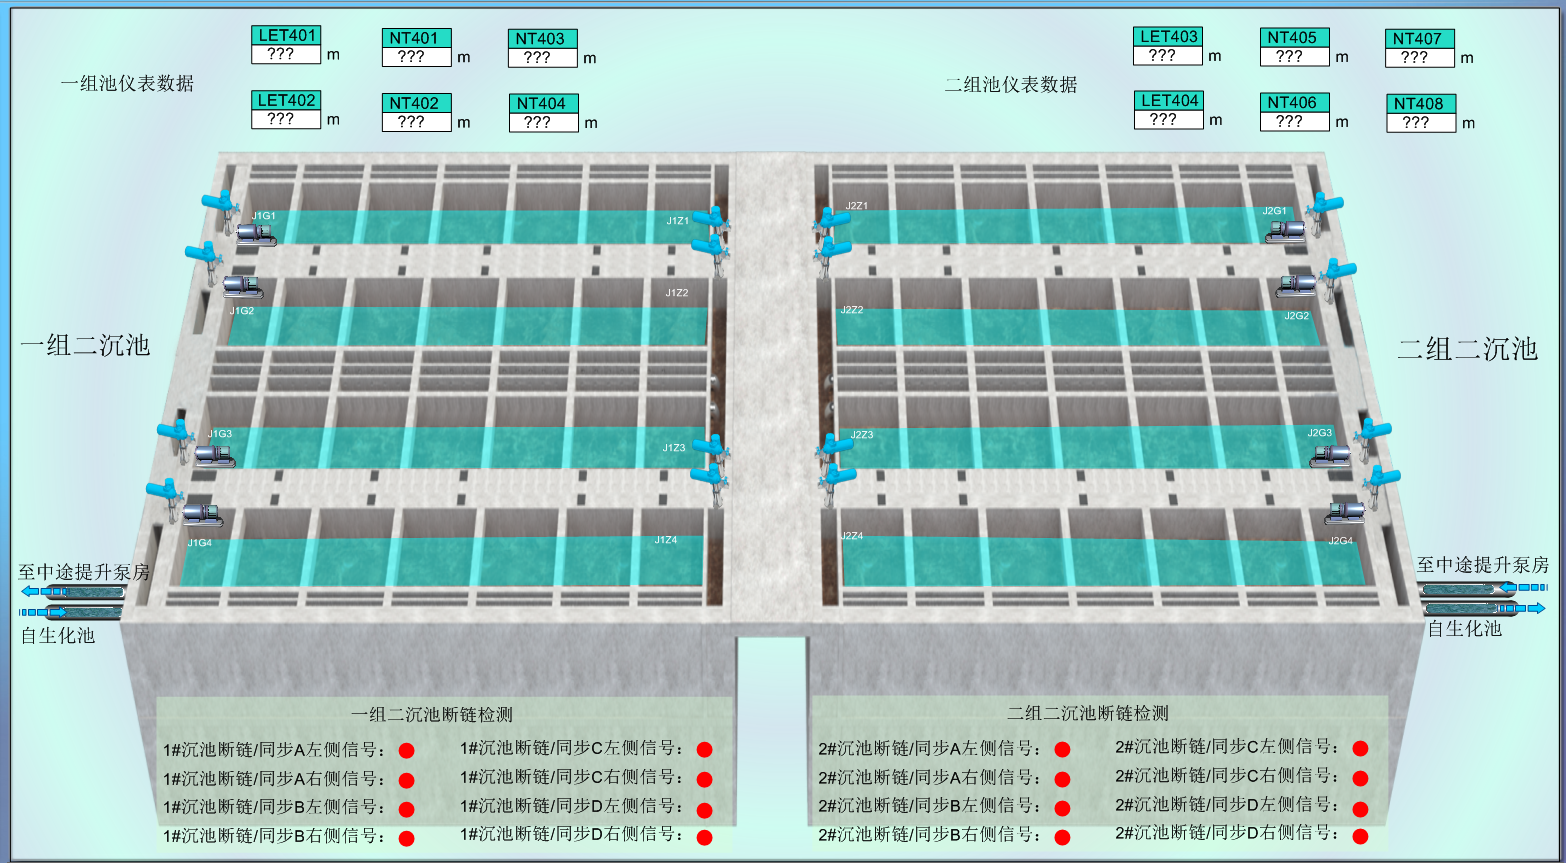 LET401
???
m
NT401
???
m
NT403
???
m
一组池仪表数据
LET402
???
m
NT402
???
m
NT404
???
m
LET403
???
m
NT405
???
m
NT407
???
m
二组池仪表数据
LET404
???
m
NT406
???
m
NT408
???
m
J1G1
J1Z1
J2Z1
J2G1
J1G2
J1Z2
J2Z2
J2G2
一组二沉池
二组二沉池
J1G3
J1Z3
J2Z3
J2G3
J1G4
J1Z4
J2Z4
J2G4
至中途提升泵房
自生化池
至中途提升泵房
自生化池
一组二沉池断链检测
1#沉池断链/同步A左侧信号：
1#沉池断链/同步A右侧信号：
1#沉池断链/同步B左侧信号：
1#沉池断链/同步B右侧信号：
1#沉池断链/同步C左侧信号：
1#沉池断链/同步C右侧信号：
1#沉池断链/同步D左侧信号：
1#沉池断链/同步D右侧信号：
二组二沉池断链检测
2#沉池断链/同步A左侧信号：
2#沉池断链/同步A右侧信号：
2#沉池断链/同步B左侧信号：
2#沉池断链/同步B右侧信号：
2#沉池断链/同步C左侧信号：
2#沉池断链/同步C右侧信号：
2#沉池断链/同步D左侧信号：
2#沉池断链/同步D右侧信号：